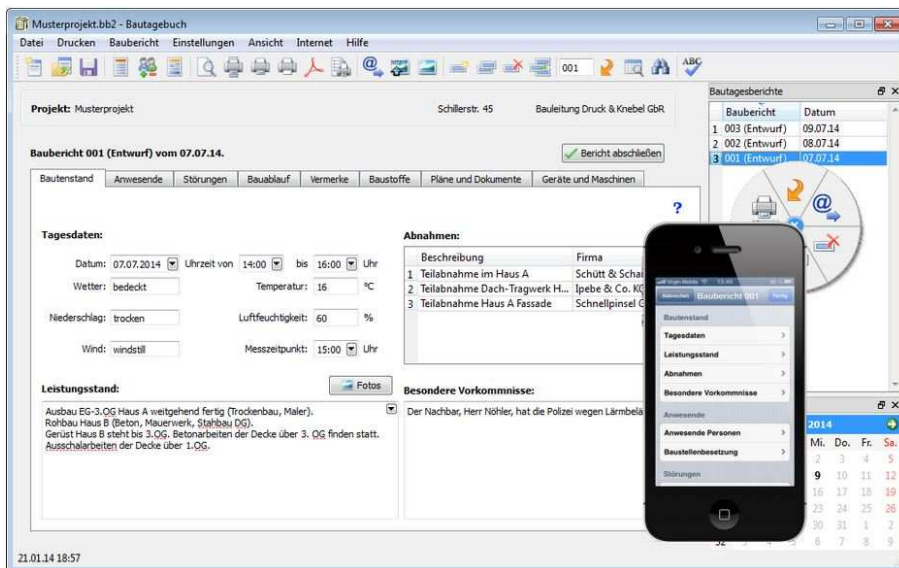 Musterprojekt.bb2 - Bautagebuch
Datei Drucken Baubericht Einstellungen Ansicht Internet Hilfe
001 ABC
Projekt: Musterprojekt Schillerstr. 45 Bauleitung Druck & Knebel GbR
Baubericht 001 (Entwurf) vom 07.07.14. Bericht abschließen
Bautenstand Anwesende Störungen Bauablauf Vermerke Baustoffe Pläne und Dokumente Geräte und Maschinen
?
Tagesdaten:
Datum: 07.07.2014 Uhrzeit von 14:00 bis 16:00 Uhr
Wetter: bedeckt Temperatur: 16 °C
Niederschlag: trocken Luftfeuchtigkeit: 60 %
Wind: windstill Messzeitpunkt: 15:00 Uhr
Abnahmen:
Beschreibung Firma
1 Teilabnahme im Haus A Schütt & Scha
2 Teilabnahme Dach-Tragwerk H... Ipebe & Co. K
3 Teilabnahme Haus A Fassade Schnellpinsel G
Leistungsstand: Fotos
Ausbau EG-3.OG Haus A weitgehend fertig (Trockenbau, Maler).
Rohbau Haus B (Beton, Mauerwerk, Stahbau DG).
Gerüst Haus B steht bis 3.OG. Betonarbeiten der Decke über 3. OG finden statt.
Ausschalarbeiten der Decke über 1.OG.
Besondere Vorkommnisse:
Der Nachbar, Herr Nöhler, hat die Polizei wegen Lärmbelä
Bautagesberichte
Baubericht Datum
1 003 (Entwurf) 09.07.14
2 002 (Entwurf) 08.07.14
3 001 (Entwurf) 07.07.14
@
13:46
Abbrechen Baubericht 001 Fertig
Bautenstand
Tagesdaten
Leistungsstand
Abnahmen
Besondere Vorkommnisse
Anwesende
Anwesende Personen
Baustellenbesetzung
Störungen
2014
Mi. Do. Fr. Sa.
2 3 4 5
9 10 11 12
16 17 18 19
23 24 25 26
30 31 1 2
6 7 8 9
21.01.14 18:57